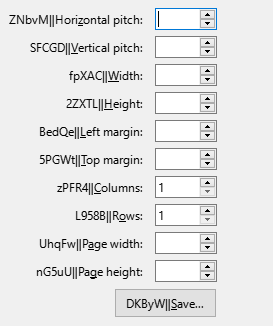 ZNbvM||Horizontal pitch:
SFCGD||Vertical pitch:
fpXAC||Width:
2ZXTL||Height:
BedQe||Left margin:
5PGWt||Top margin:
zPFR4||Columns: 1
L958B||Rows: 1
UhqFw||Page width:
nG5uU||Page height:
DKByW||Save...